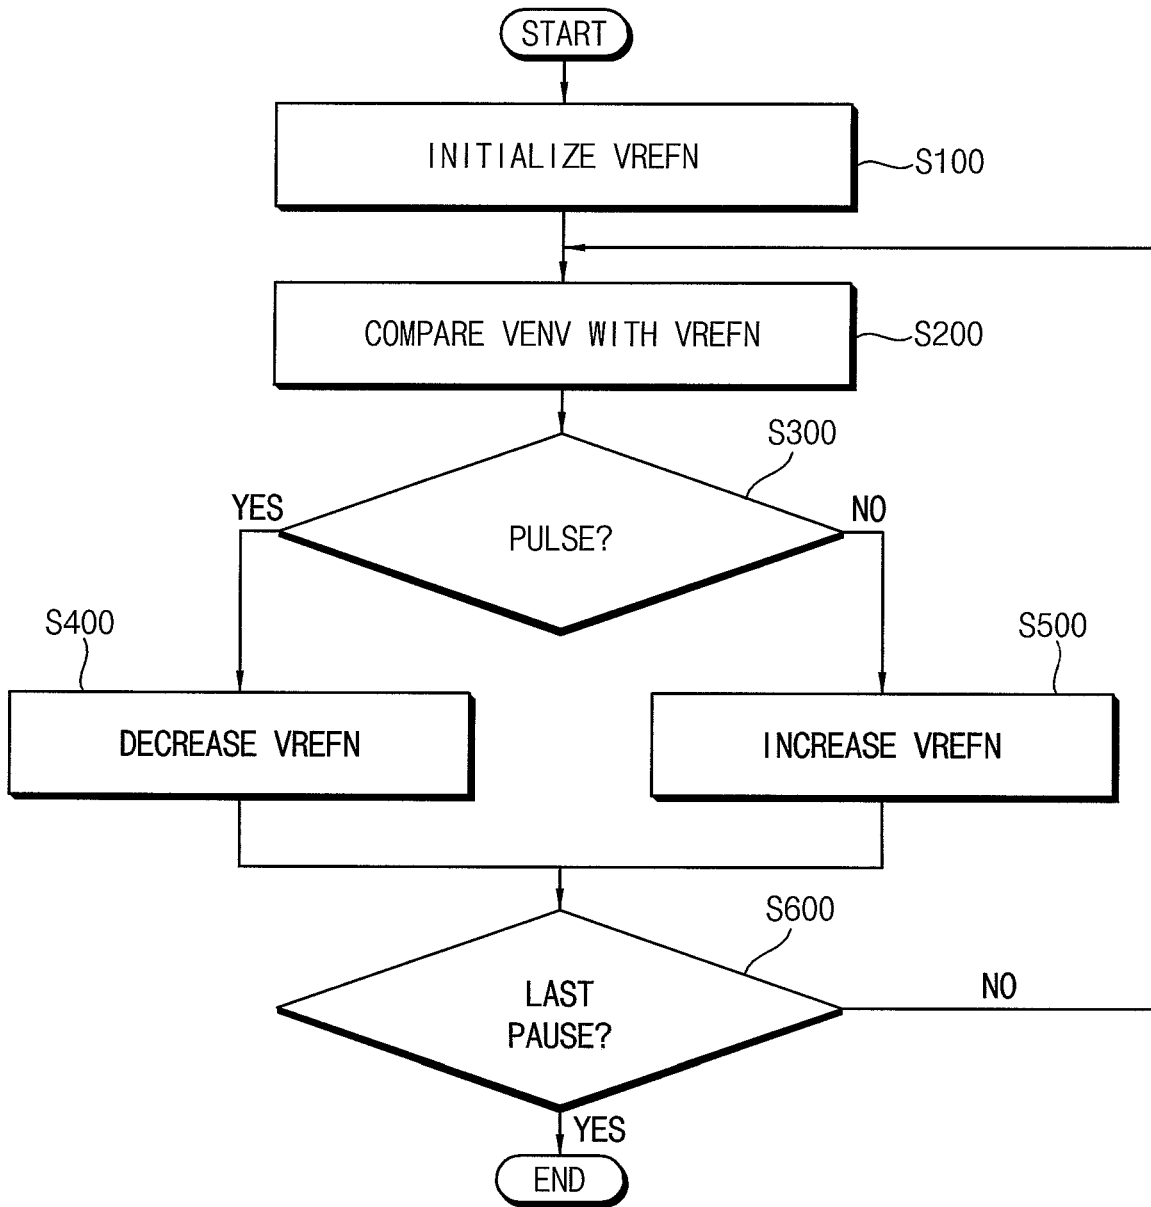 START
INITIALIZE VREFN
S100
COMPARE VENV WITH VREFN
S200
S300
YES
NO
PULSE?
S400
S500
DECREASE VREFN
INCREASE VREFN
S600
LAST
PAUSE?
NO
YES
END